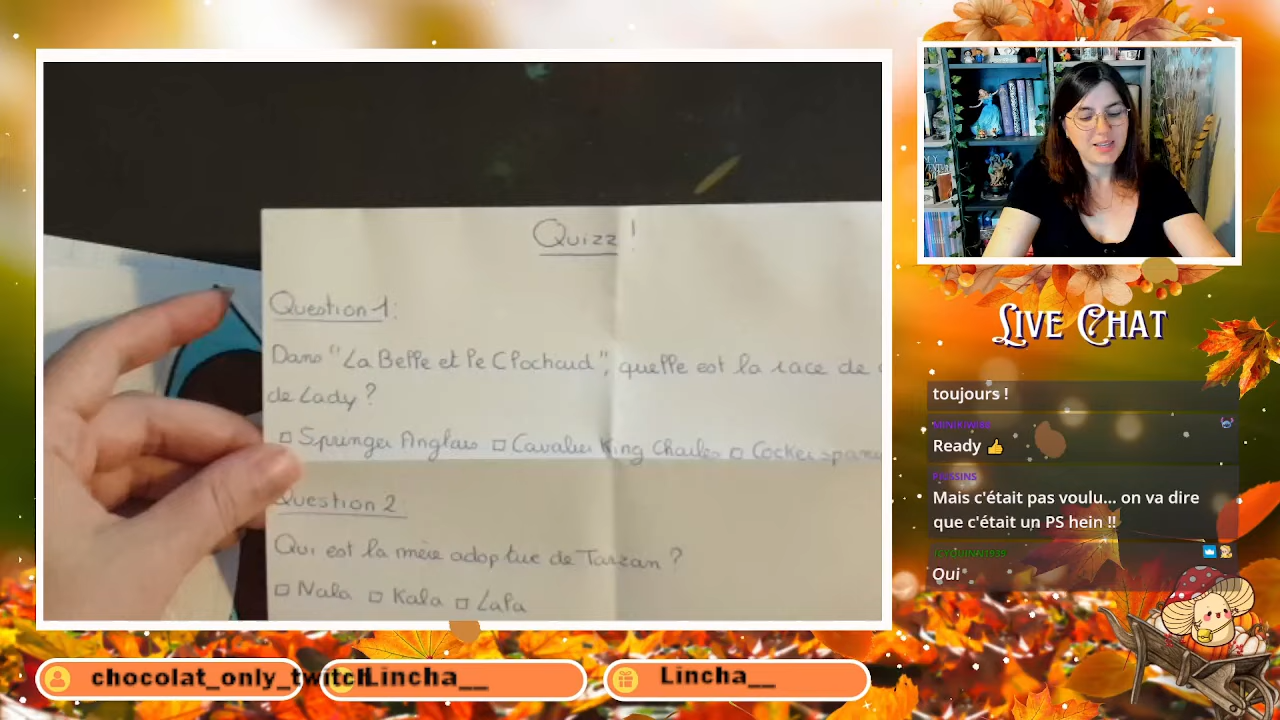 Quizz !
Question 1:
Dans "La Belle et le Clochard", quelle est la race de
de Lady ?
□ Springer Anglais □ Cavalier King Charles □ Cocker spani
Question 2
Qui est la mère adoptive de Tarzan ?
□ Nala □ Kala □ Lala
LIVE CHAT
toujours !
Ready 👍
Mais c'était pas voulu... on va dire
que c'était un PS hein !!
Oui
chocolat_only_twitch
Lincha__
Lincha__